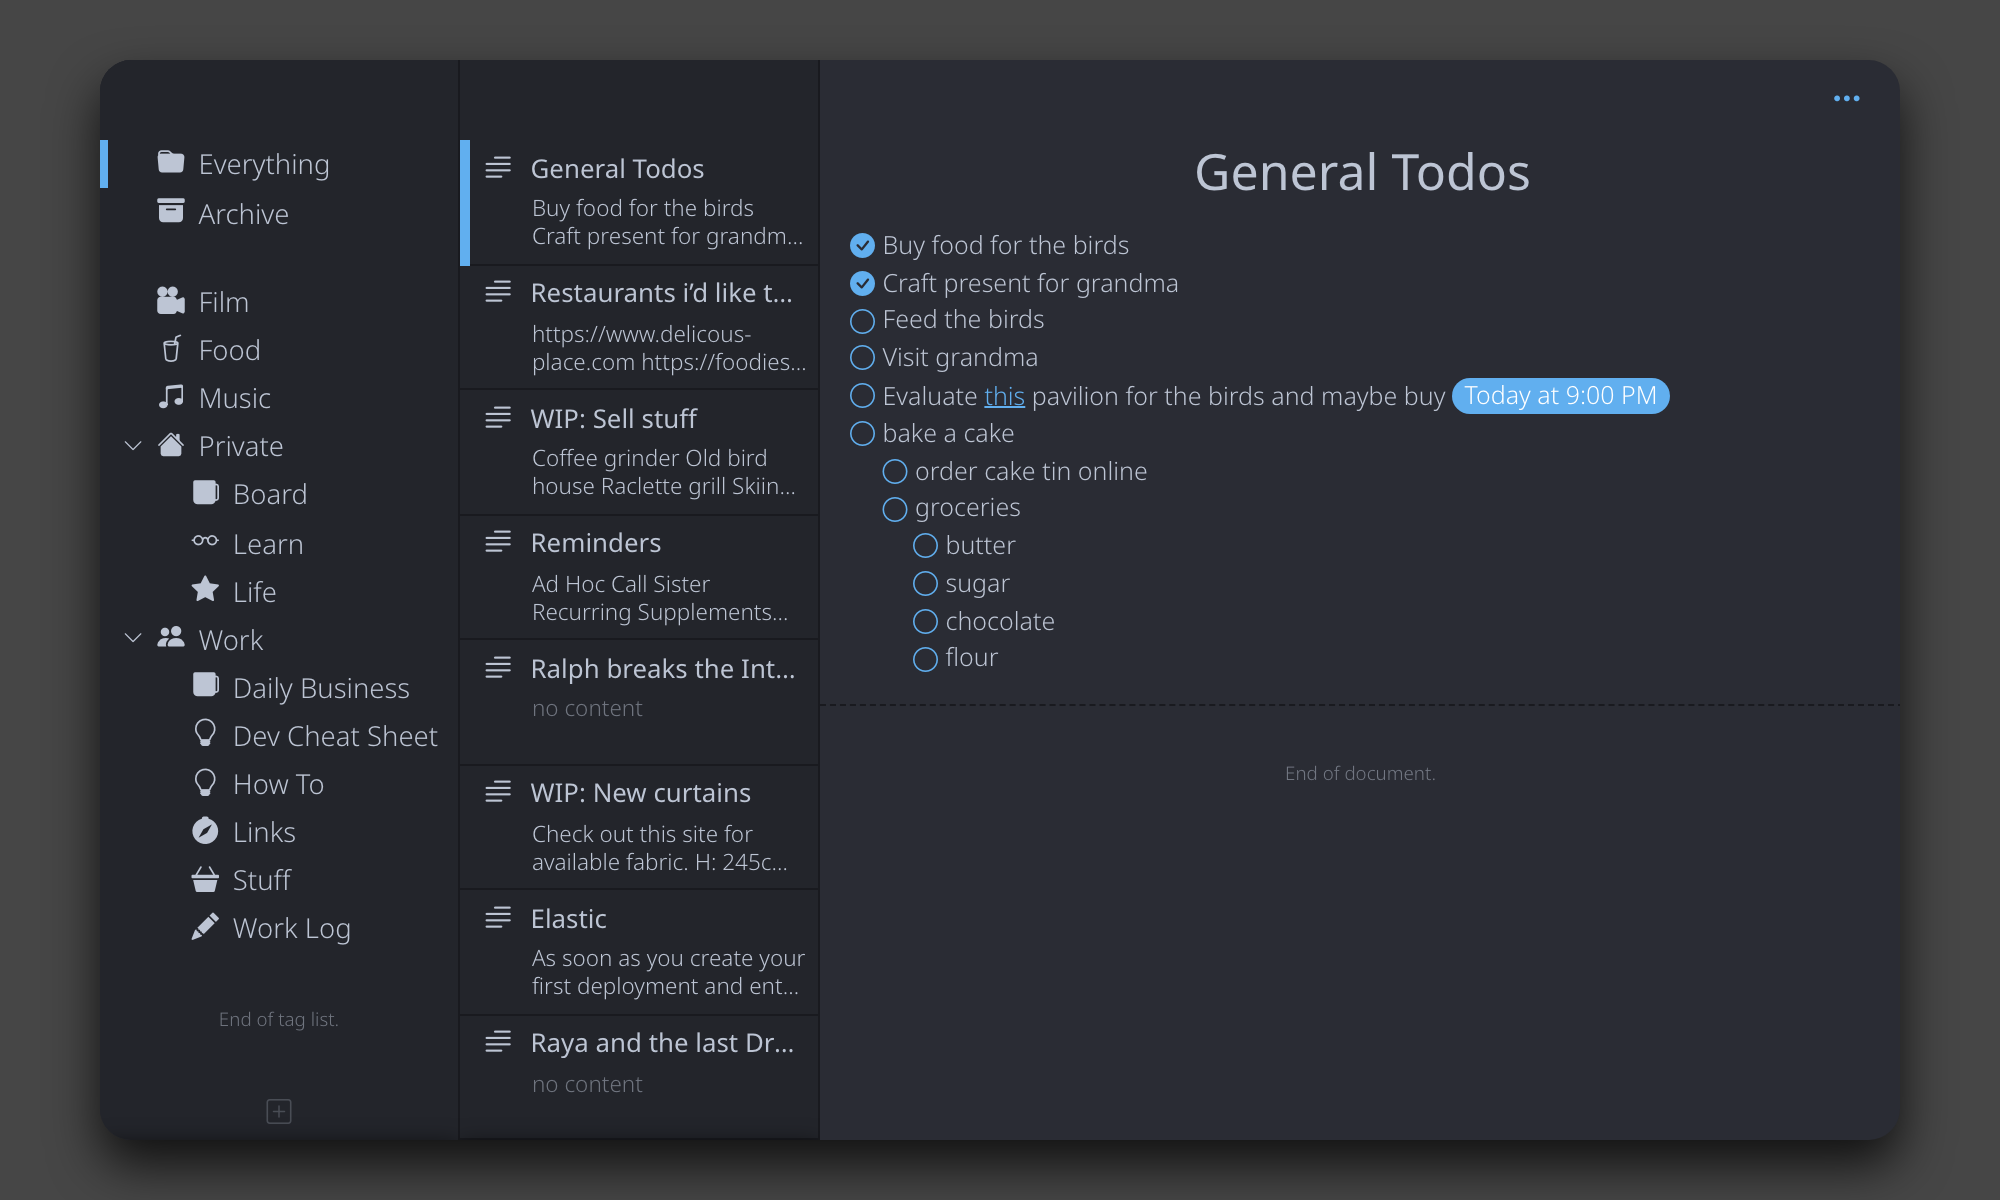 Everything
Archive
Film
Food
Music
Private
Board
Learn
Life
Work
Daily Business
Dev Cheat Sheet
How To
Links
Stuff
Work Log
End of tag list.
General Todos
Buy food for the birds
Craft present for grandm...
Restaurants i’d like t...
https://www.delicous-
place.com https://foodies...
WIP: Sell stuff
Coffee grinder Old bird
house Raclette grill Skiin...
Reminders
Ad Hoc Call Sister
Recurring Supplements...
Ralph breaks the Int...
no content
WIP: New curtains
Check out this site for
available fabric. H: 245c...
Elastic
As soon as you create your
first deployment and ent...
Raya and the last Dr...
no content
General Todos
Buy food for the birds
Craft present for grandma
Feed the birds
Visit grandma
Evaluate this pavilion for the birds and maybe buy Today at 9:00 PM
bake a cake
order cake tin online
groceries
butter
sugar
chocolate
flour
End of document.